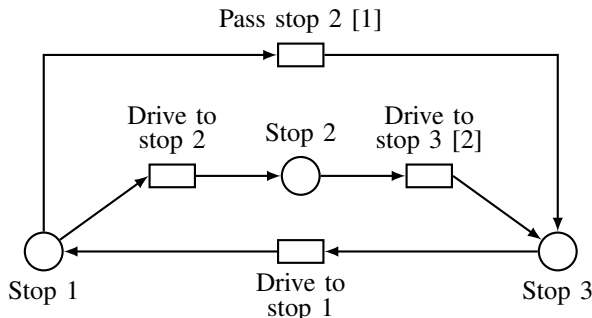 Pass stop 2 [1]
Drive to
stop 2
Stop 2
Drive to
stop 3 [2]
Stop 1
Drive to
stop 1
Stop 3